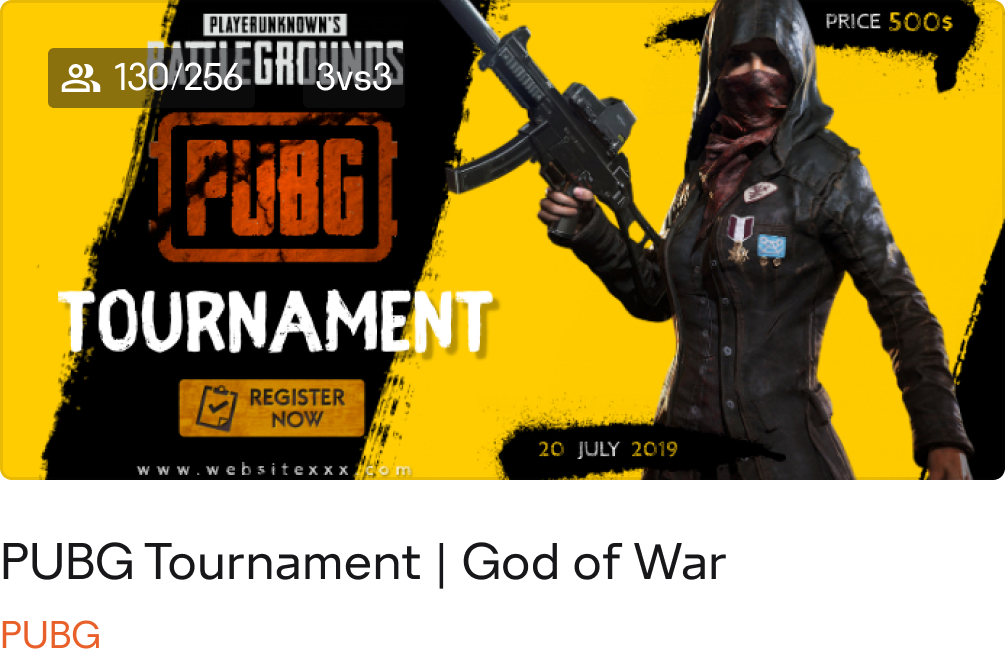 PLAYERUNKNOWN'S
BATTLEGROUNDS
130/256
3vs3
PRICE 500$
PUBG
TOURNAMENT
REGISTER
NOW
20 JULY 2019
www.websitexxx.com
PUBG Tournament | God of War
PUBG